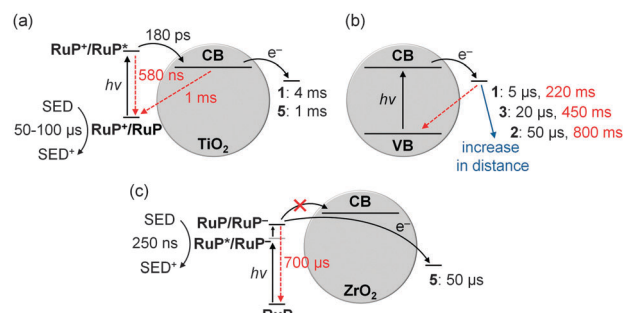 (a)
180 ps
RuP⁺/RuP*
CB
e⁻
580 ns
hν
1 ms
1: 4 ms
5: 1 ms
SED
50-100 µs
SED⁺
RuP⁺/RuP
TiO₂
(b)
CB
e⁻
hν
1: 5 µs, 220 ms
3: 20 µs, 450 ms
2: 50 µs, 800 ms
VB
increase
in distance
(c)
SED
250 ns
SED⁺
RuP/RuP⁻
RuP*/RuP⁻
CB
e⁻
hν
700 µs
5: 50 µs
ZrO₂
RuP